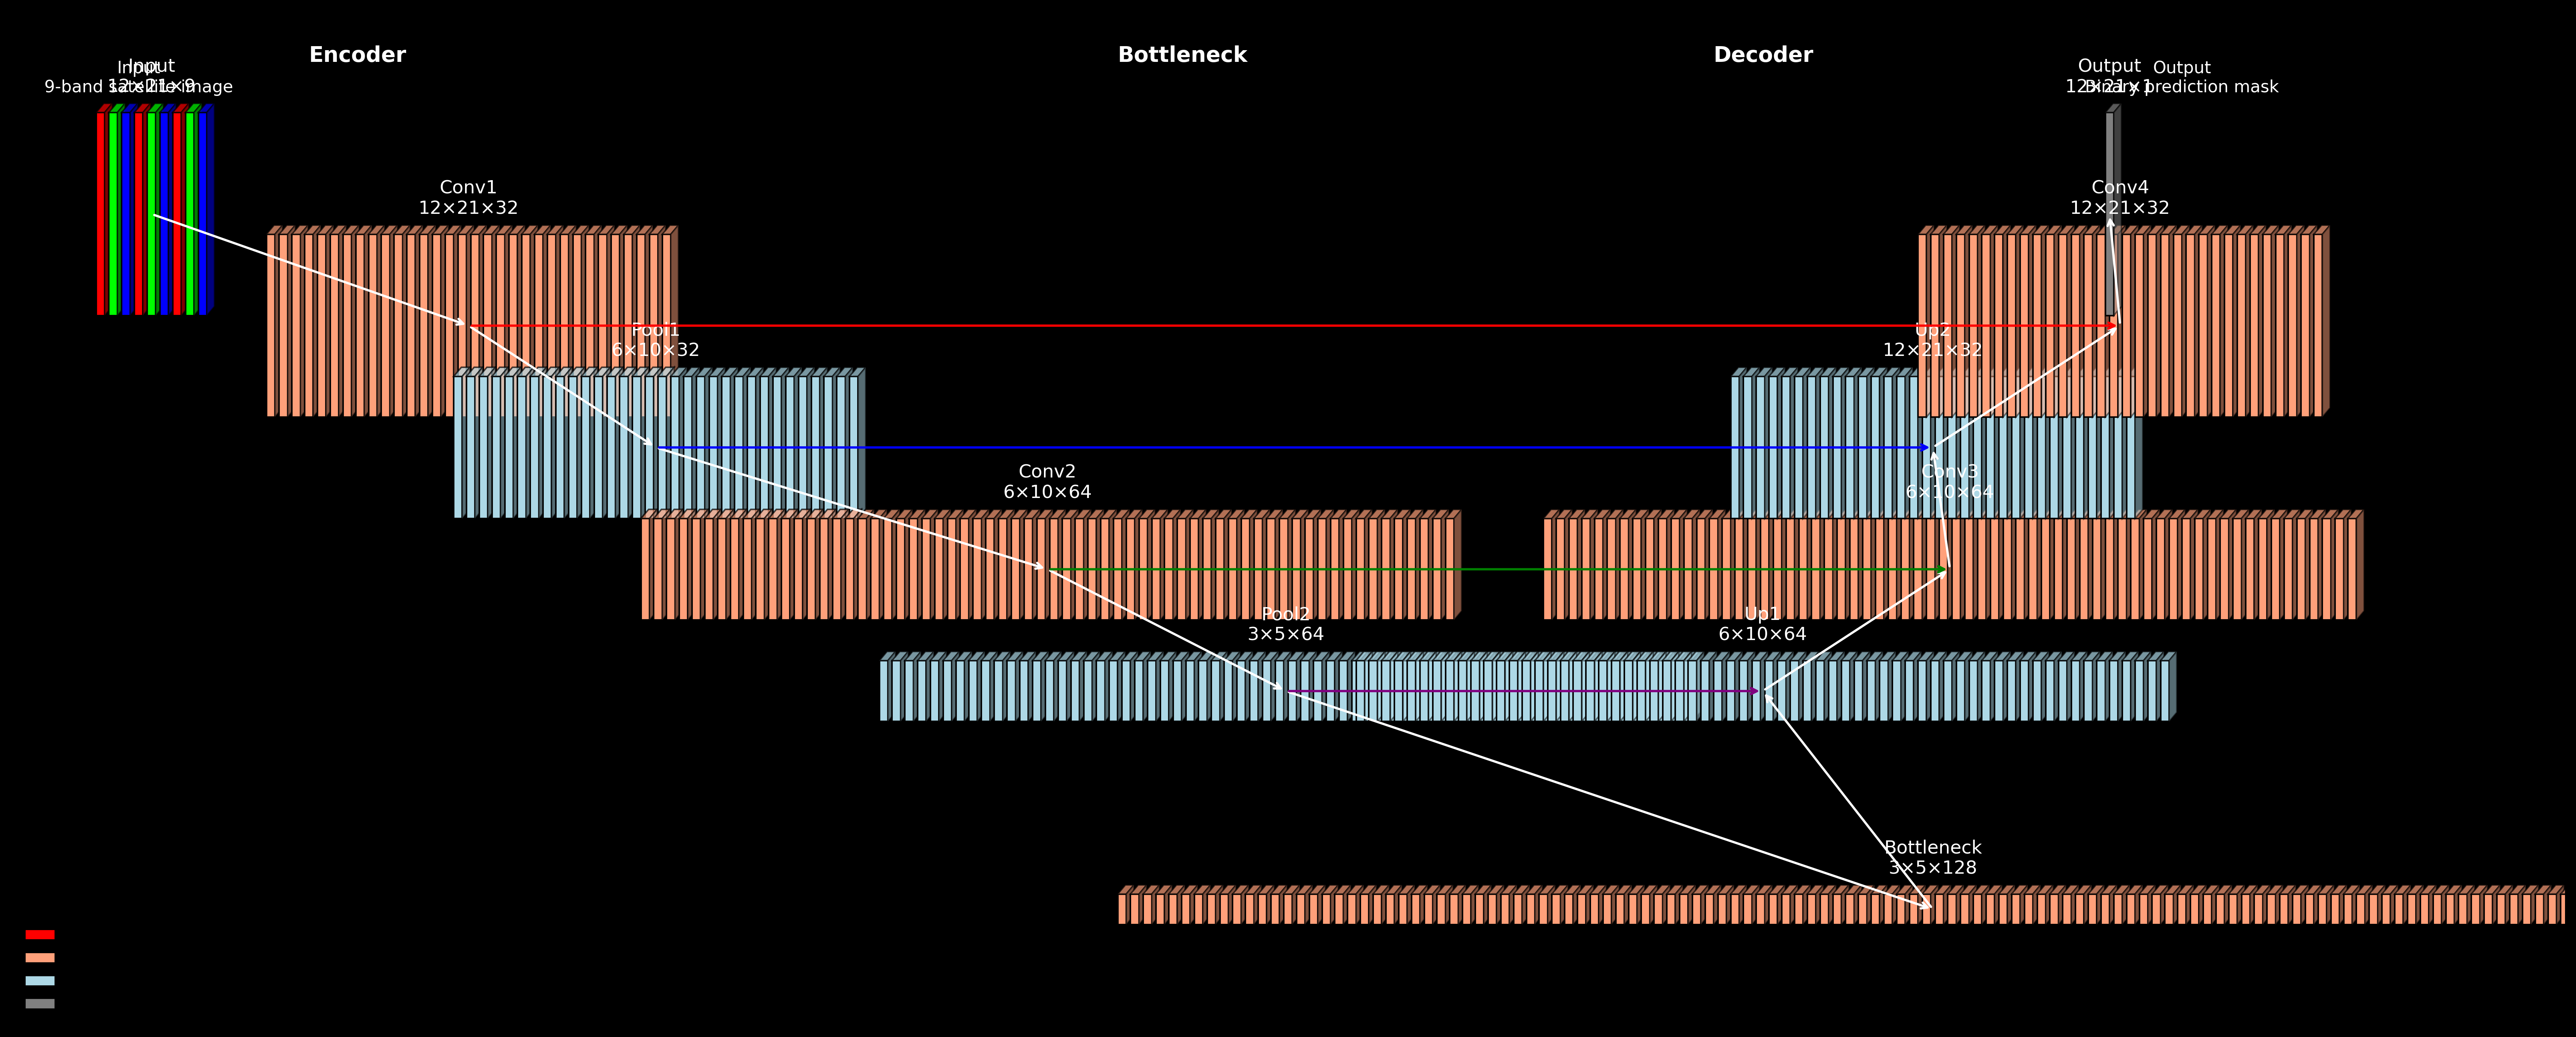 Encoder
Bottleneck
Decoder
Input
9-band satellite image
Input
12×21×9
Output
12×21×1
Output
Binary prediction mask
Conv1
12×21×32
Conv4
12×21×32
Pool1
6×10×32
Up2
12×21×32
Conv2
6×10×64
Conv3
6×10×64
Pool2
3×5×64
Up1
6×10×64
Bottleneck
3×5×128